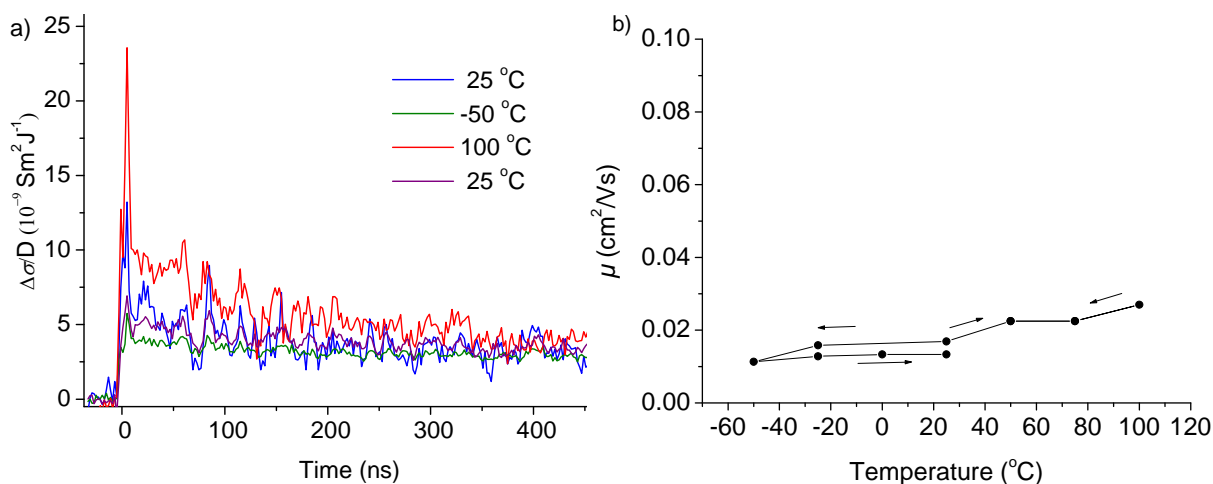 a)
25
20
15
10
5
0
Δσ/D (10⁻⁹ Sm²J⁻¹)
25 °C
-50 °C
100 °C
25 °C
0 100 200 300 400
Time (ns)
b)
0.10
0.08
0.06
0.04
0.02
0.00
μ (cm²/Vs)
-60 -40 -20 0 20 40 60 80 100 120
Temperature (°C)